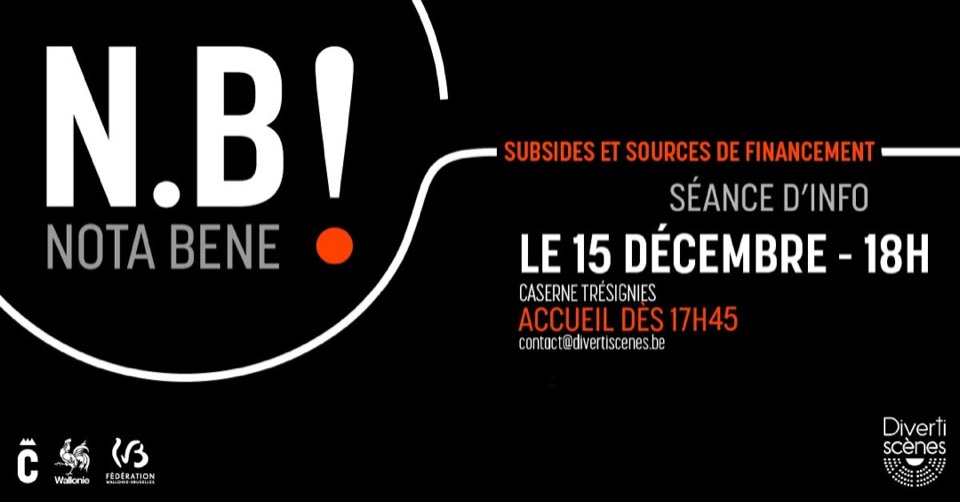 N.B!
NOTA BENE
SUBSIDES ET SOURCES DE FINANCEMENT
SÉANCE D'INFO
LE 15 DÉCEMBRE - 18H
CASERNE TRÉSIGNIES
ACCUEIL DÈS 17H45
contact@divertiscenes.be
C
Wallonie
FÉDÉRATION
WALLONIE-BRUXELLES
Diverti
scènes